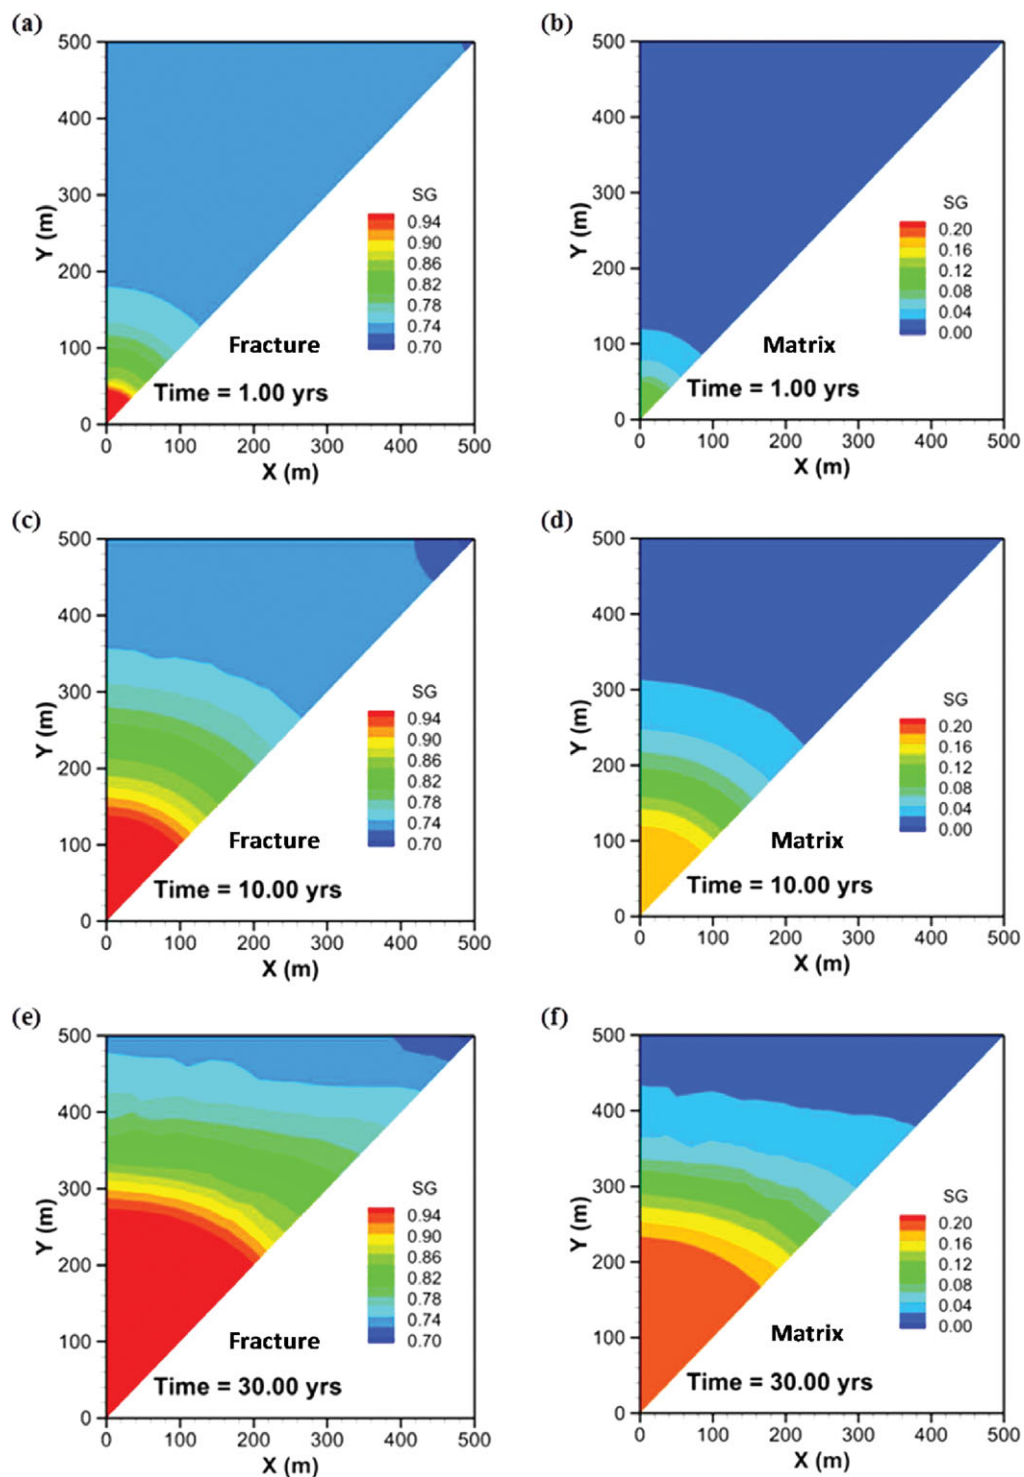 (a)
500
400
300
200
100
0
Y (m)
SG
0.94
0.90
0.86
0.82
0.78
0.74
0.70
Fracture
Time = 1.00 yrs
0 100 200 300 400 500
X (m)
(b)
500
400
300
200
100
0
Y (m)
SG
0.20
0.16
0.12
0.08
0.04
0.00
Matrix
Time = 1.00 yrs
0 100 200 300 400 500
X (m)
(c)
500
400
300
200
100
0
Y (m)
SG
0.94
0.90
0.86
0.82
0.78
0.74
0.70
Fracture
Time = 10.00 yrs
0 100 200 300 400 500
X (m)
(d)
500
400
300
200
100
0
Y (m)
SG
0.20
0.16
0.12
0.08
0.04
0.00
Matrix
Time = 10.00 yrs
0 100 200 300 400 500
X (m)
(e)
500
400
300
200
100
0
Y (m)
SG
0.94
0.90
0.86
0.82
0.78
0.74
0.70
Fracture
Time = 30.00 yrs
0 100 200 300 400 500
X (m)
(f)
500
400
300
200
100
0
Y (m)
SG
0.20
0.16
0.12
0.08
0.04
0.00
Matrix
Time = 30.00 yrs
0 100 200 300 400 500
X (m)